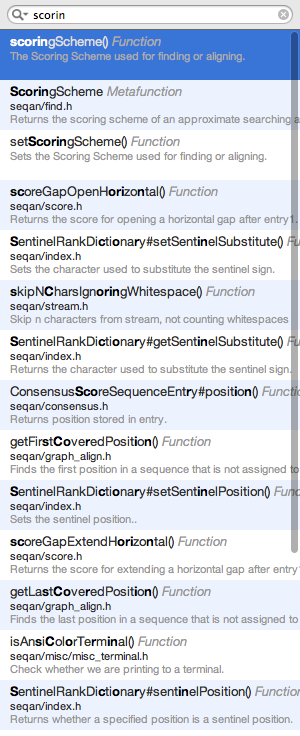 scorin
scoringScheme() Function
The Scoring Scheme used for finding or aligning.
ScoringScheme Metafunction
seqan/find.h
Returns the scoring scheme of an approximate searching a
setScoringScheme() Function
Sets the Scoring Scheme used for finding or aligning.
scoreGapOpenHorizontal() Function
seqan/score.h
Returns the score for opening a horizontal gap after entry1.
SentinelRankDictionary#setSentinelSubstitute() Function
seqan/index.h
Sets the character used to substitute the sentinel sign.
skipNCharsIgnoringWhitespace() Function
seqan/stream.h
Skip n characters from stream, not counting whitespaces
SentinelRankDictionary#getSentinelSubstitute() Function
seqan/index.h
Returns the character used to substitute the sentinel sign.
ConsensusScoreSequenceEntry#position() Function
seqan/consensus.h
Returns position stored in entry.
getFirstCoveredPosition() Function
seqan/graph_align.h
Finds the first position in a sequence that is not assigned to
SentinelRankDictionary#setSentinelPosition() Function
seqan/index.h
Sets the sentinel position..
scoreGapExtendHorizontal() Function
seqan/score.h
Returns the score for extending a horizontal gap after entry
getLastCoveredPosition() Function
seqan/graph_align.h
Finds the last position in a sequence that is not assigned to
isAnsiColorTerminal() Function
seqan/misc/misc_terminal.h
Check whether we are printing to a terminal.
SentinelRankDictionary#sentinelPosition() Function
seqan/index.h
Returns whether a specified position is a sentinel position.